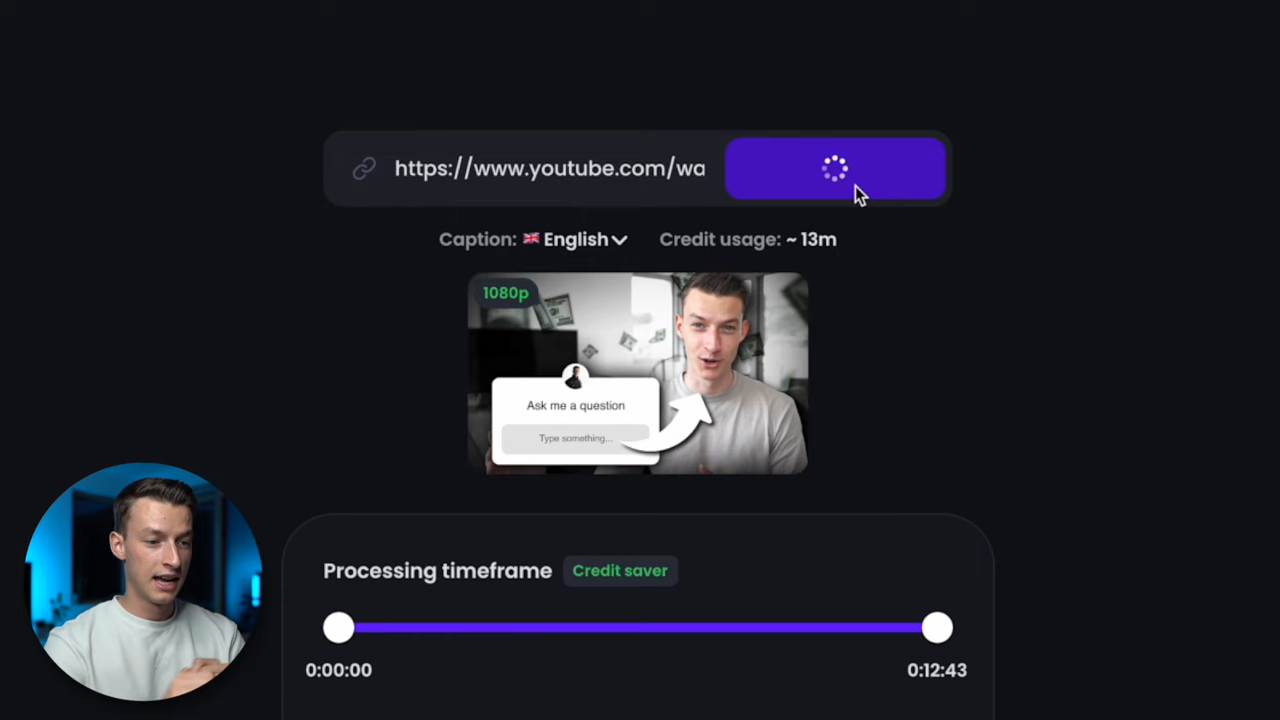 https://www.youtube.com/wa
Caption: English Credit usage: ~ 13m
1080p
Ask me a question
Type something...
Processing timeframe Credit saver
0:00:00 0:12:43